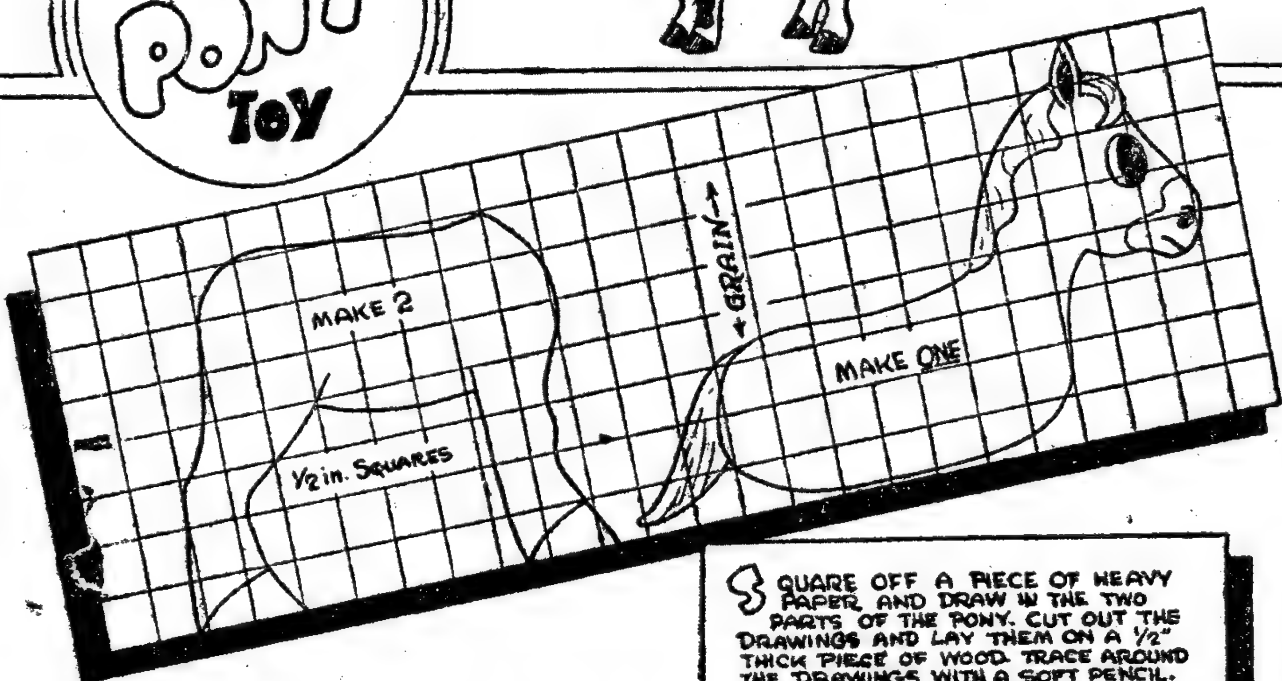 PONY
TOY
MAKE 2
1/2 in. SQUARES
GRAIN
MAKE ONE
SQUARE OFF A PIECE OF HEAVY
PAPER AND DRAW IN THE TWO
PARTS OF THE PONY. CUT OUT THE
DRAWINGS AND LAY THEM ON A 1/2"
THICK PIECE OF WOOD. TRACE AROUND
THE DRAWINGS WITH A SOFT PENCIL.